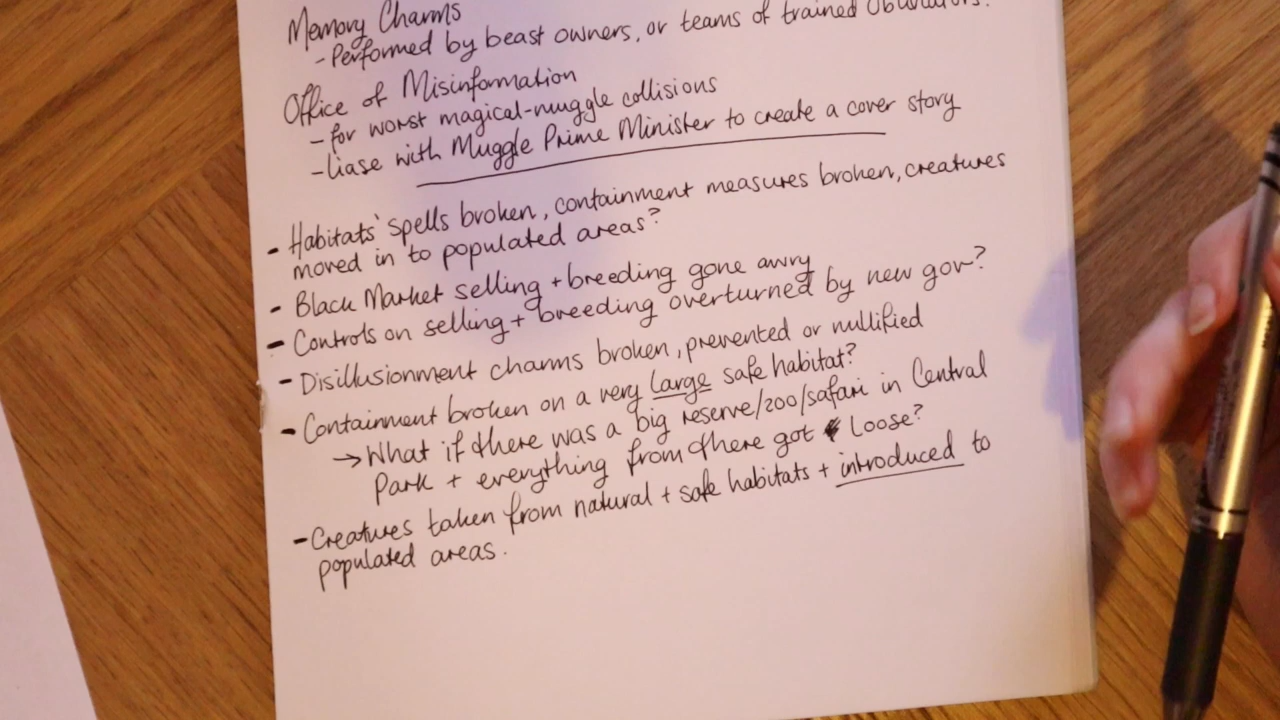 Memory Charms
- Performed by beast owners, or teams of trained
Office of Misinformation
- for worst magical-muggle collisions
- Liase with Muggle Prime Minister to create a cover story
- Habitats' spells broken, containment measures broken, creatures
moved in to populated areas?
- Black Market selling + breeding gone awry
- Controls on selling + breeding overturned by new gov?
- Disillusionment charms broken, prevented or nullified
- Containment broken on a very large safe habitat?
→ What if there was a big reserve/zoo/safari in Central
Park + everything from there got loose?
- Creatures taken from natural + safe habitats + introduced to
populated areas.